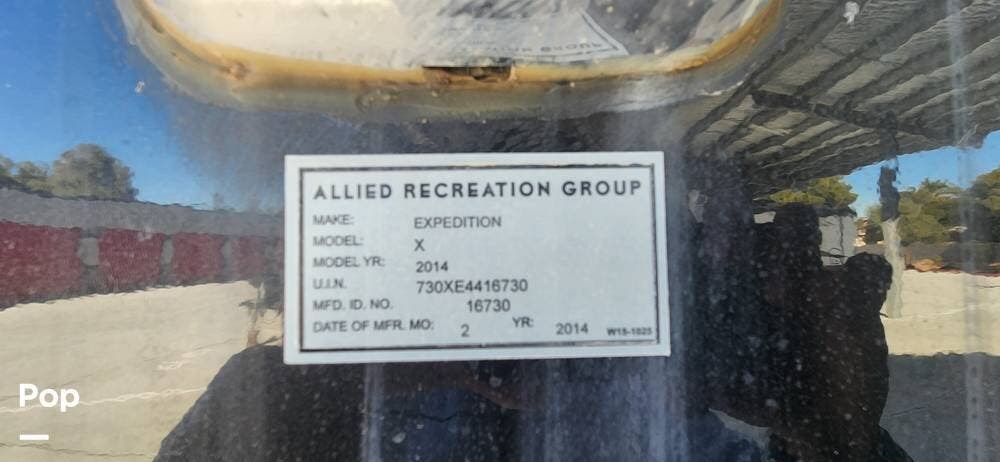 ALLIED RECREATION GROUP
MAKE: EXPEDITION
MODEL: X
MODEL YR: 2014
U.I.N. 730XE4416730
MFD. ID. NO. 16730
DATE OF MFR. MO: 2 YR: 2014 W15-1025
Pop